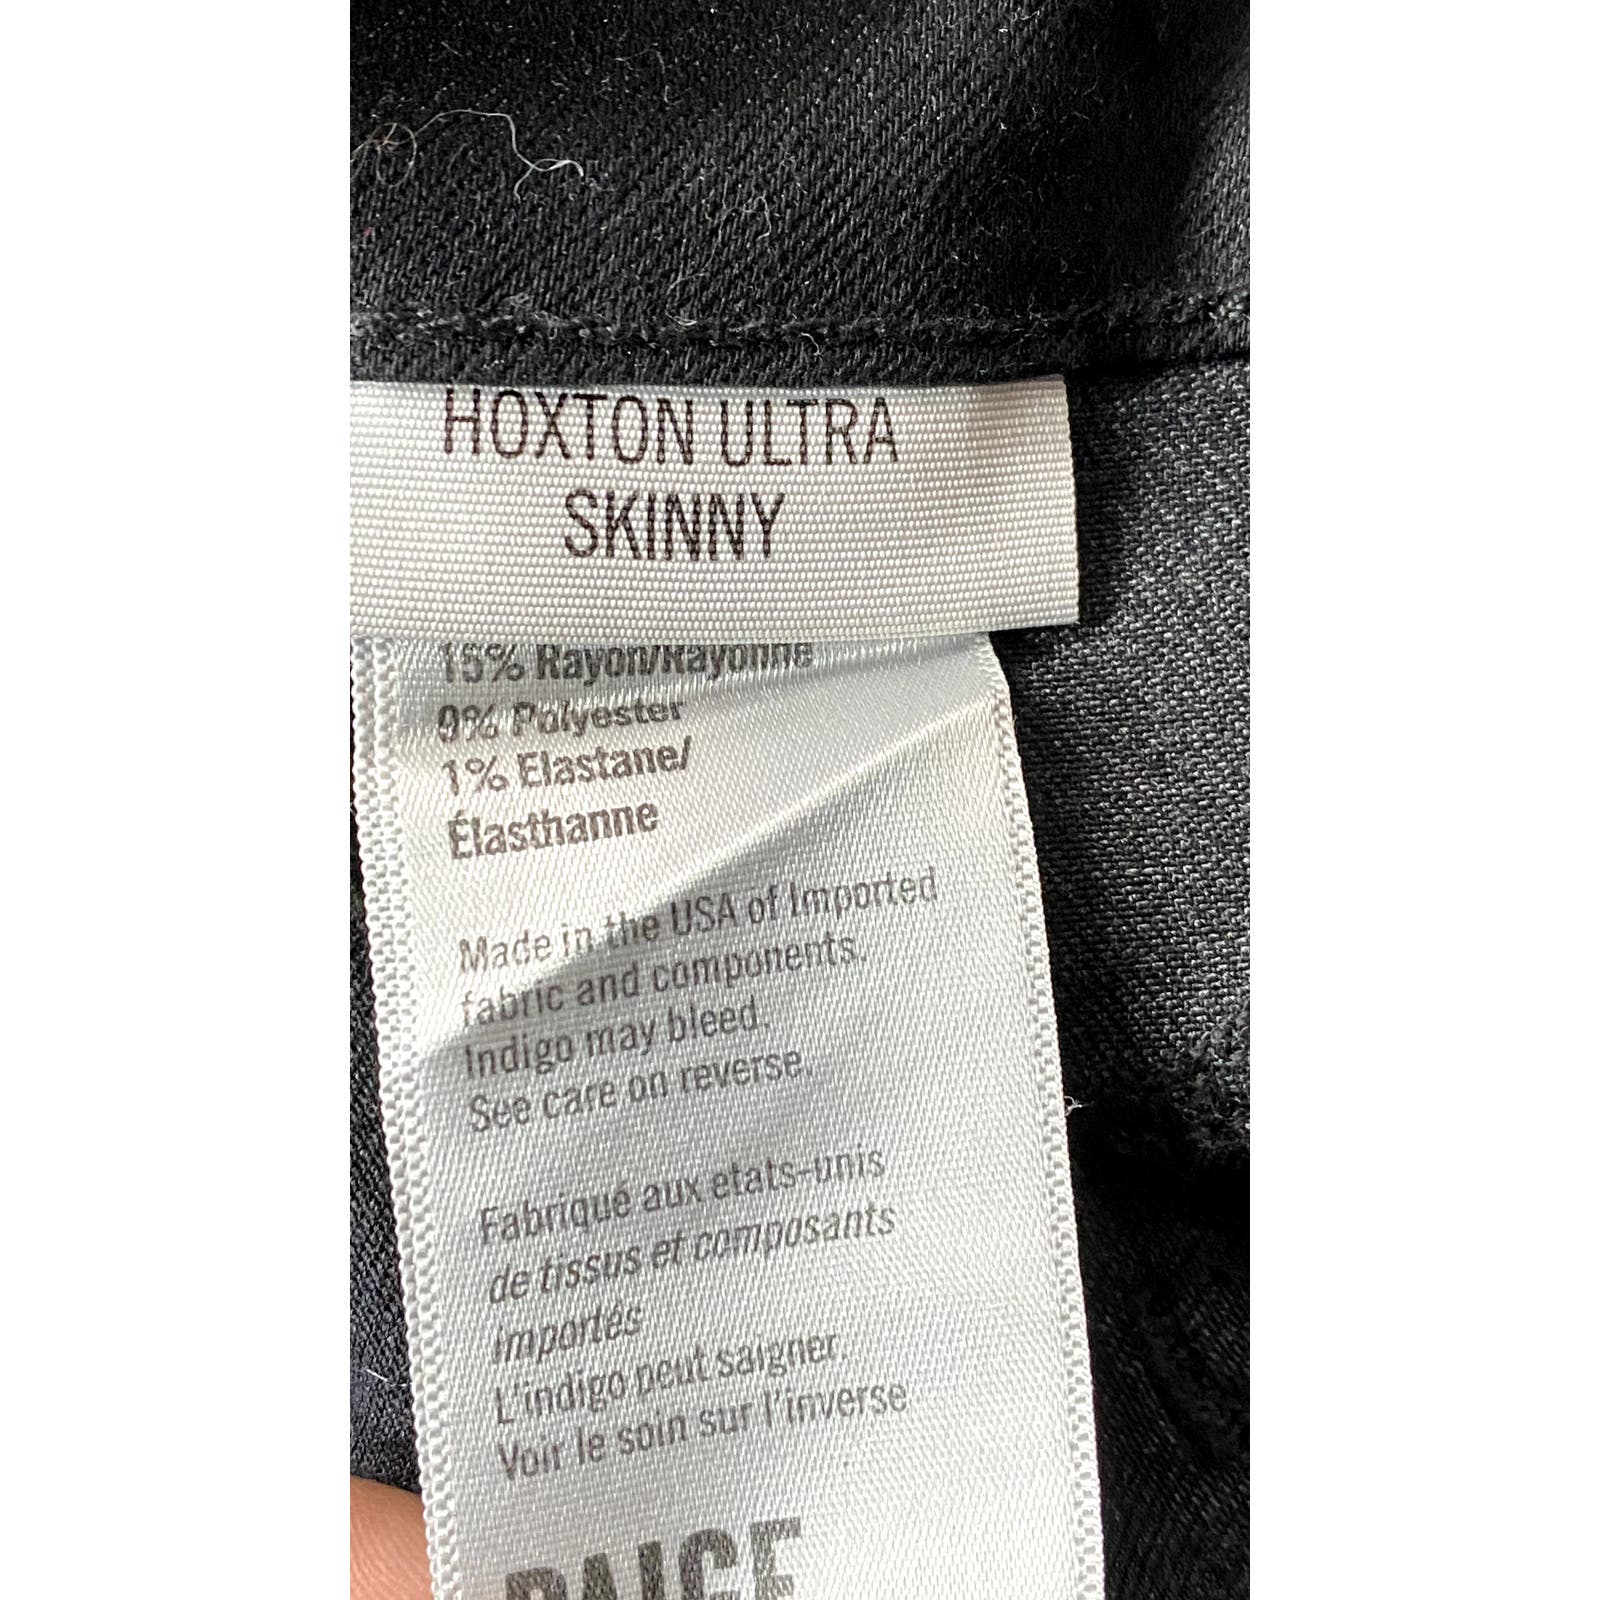 HOXTON ULTRA
SKINNY
15% Rayon/Rayonne
9% Polyester
1% Elastane/
Élasthanne
Made in the USA of Imported
fabric and components.
Indigo may bleed.
See care on reverse.
Fabriqué aux etats-unis
de tissus et composants
importés
L'indigo peut saigner.
Voir le soin sur l'inverse
PAIGE